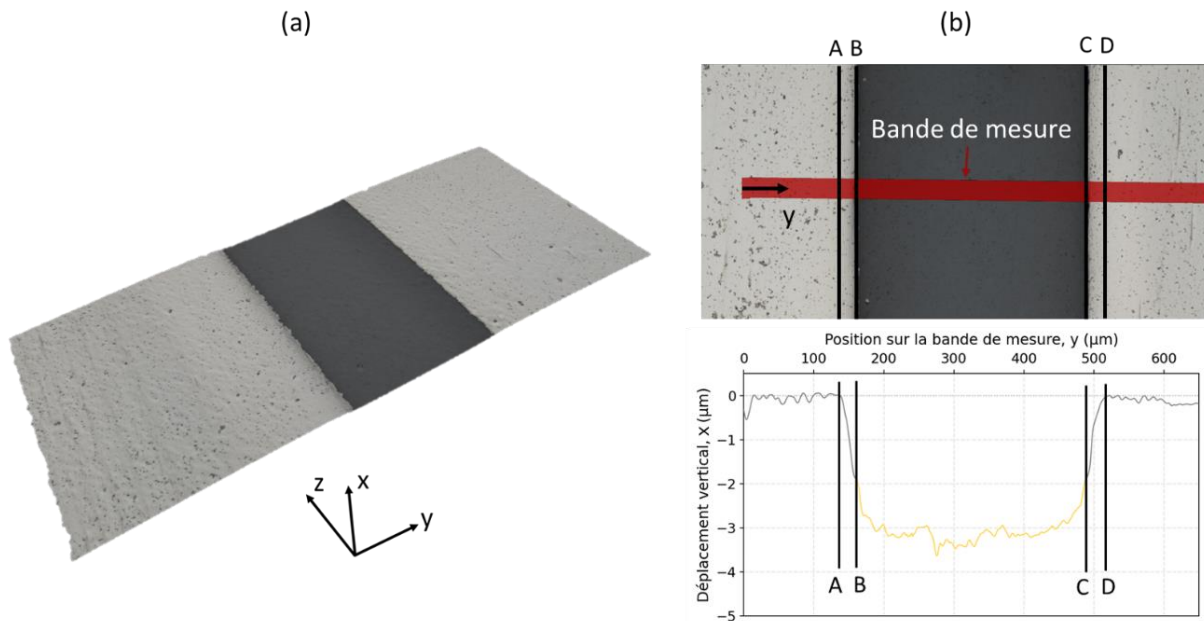 (a)
z
x
y
(b)
A B C D
Bande de mesure
y
Position sur la bande de mesure, y (µm)
0 100 200 300 400 500 600
Déplacement vertical, x (µm)
0
−1
−2
−3
−4
−5
A B C D